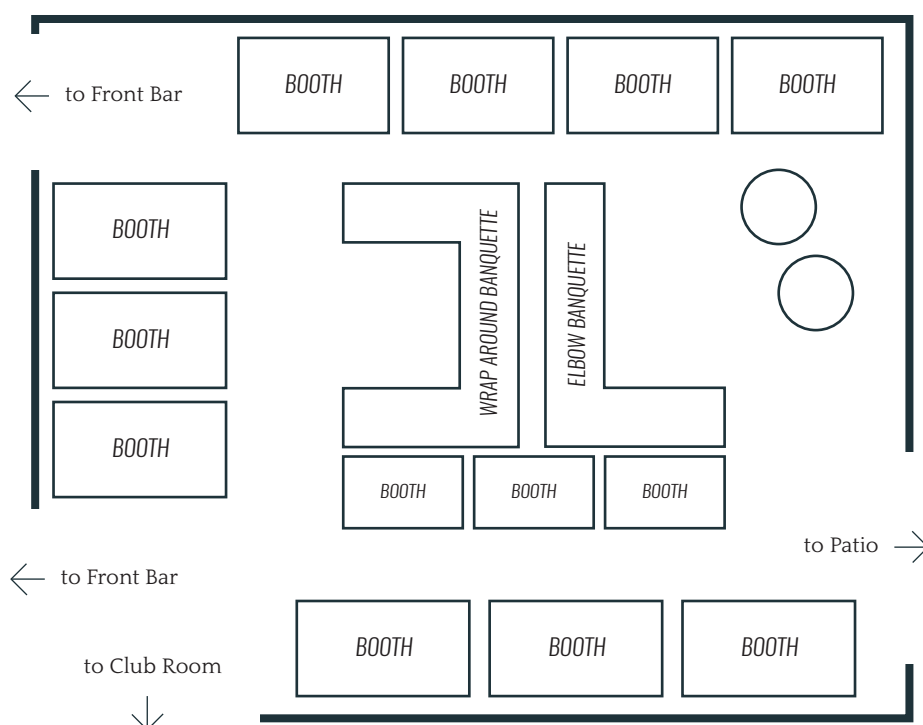 BOOTH
BOOTH
BOOTH
BOOTH
to Front Bar
BOOTH
WRAP AROUND BANQUETTE
ELBOW BANQUETTE
BOOTH
BOOTH
BOOTH
BOOTH
BOOTH
to Patio
to Front Bar
BOOTH
BOOTH
BOOTH
to Club Room